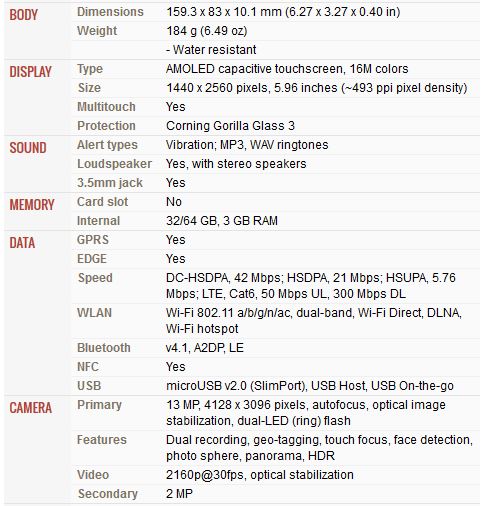 BODY Dimensions 159.3 x 83 x 10.1 mm (6.27 x 3.27 x 0.40 in)
Weight 184 g (6.49 oz)
- Water resistant
DISPLAY Type AMOLED capacitive touchscreen, 16M colors
Size 1440 x 2560 pixels, 5.96 inches (~493 ppi pixel density)
Multitouch Yes
Protection Corning Gorilla Glass 3
SOUND Alert types Vibration; MP3, WAV ringtones
Loudspeaker Yes, with stereo speakers
3.5mm jack Yes
MEMORY Card slot No
Internal 32/64 GB, 3 GB RAM
DATA GPRS Yes
EDGE Yes
Speed DC-HSDPA, 42 Mbps; HSDPA, 21 Mbps; HSUPA, 5.76
Mbps; LTE, Cat6, 50 Mbps UL, 300 Mbps DL
WLAN Wi-Fi 802.11 a/b/g/n/ac, dual-band, Wi-Fi Direct, DLNA,
Wi-Fi hotspot
Bluetooth v4.1, A2DP, LE
NFC Yes
USB microUSB v2.0 (SlimPort), USB Host, USB On-the-go
CAMERA Primary 13 MP, 4128 x 3096 pixels, autofocus, optical image
stabilization, dual-LED (ring) flash
Features Dual recording, geo-tagging, touch focus, face detection,
photo sphere, panorama, HDR
Video 2160p@30fps, optical stabilization
Secondary 2 MP